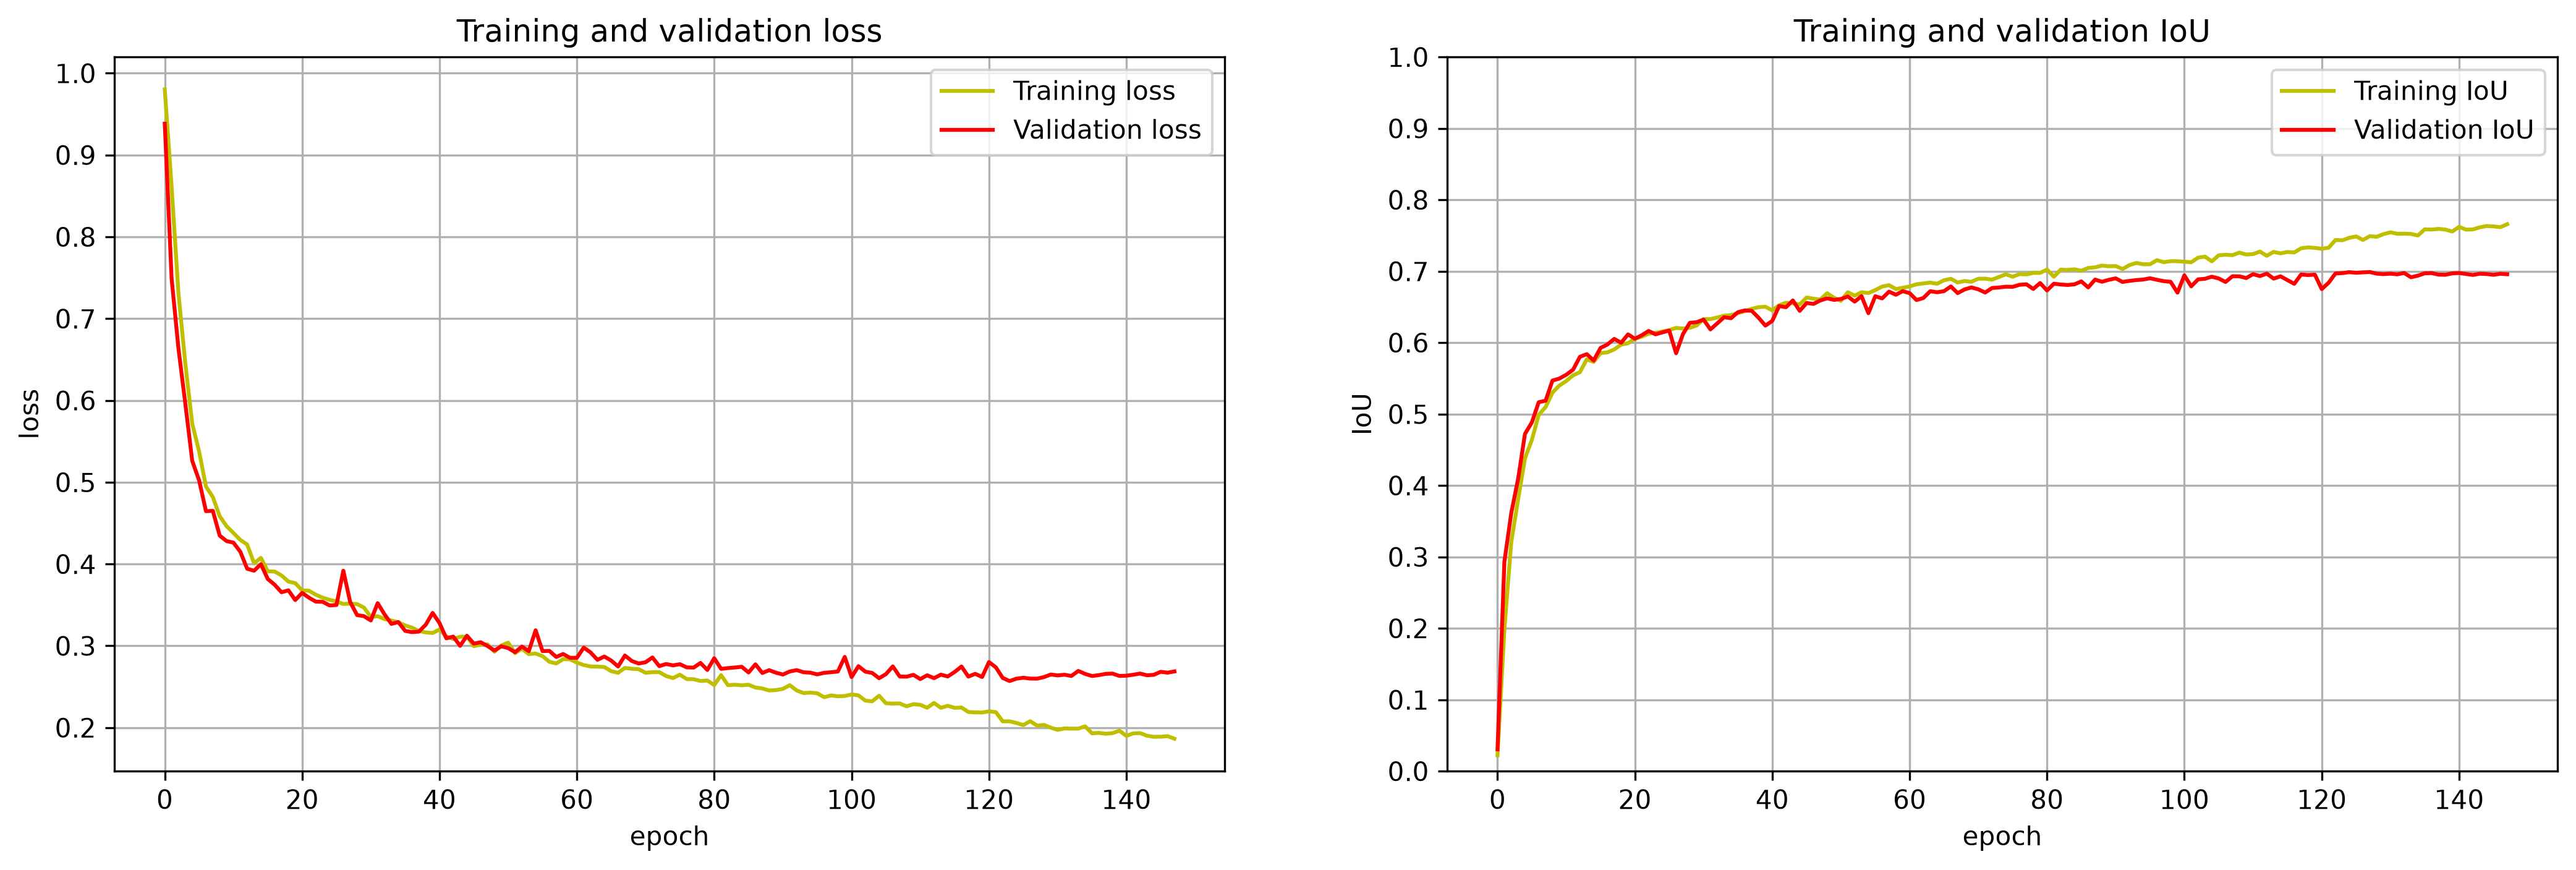 Training and validation loss
1.0
0.9
0.8
0.7
0.6
0.5
0.4
0.3
0.2
loss
Training loss
Validation loss
0 20 40 60 80 100 120 140
epoch
Training and validation IoU
1.0
0.9
0.8
0.7
0.6
0.5
0.4
0.3
0.2
0.1
0.0
IoU
Training IoU
Validation IoU
0 20 40 60 80 100 120 140
epoch